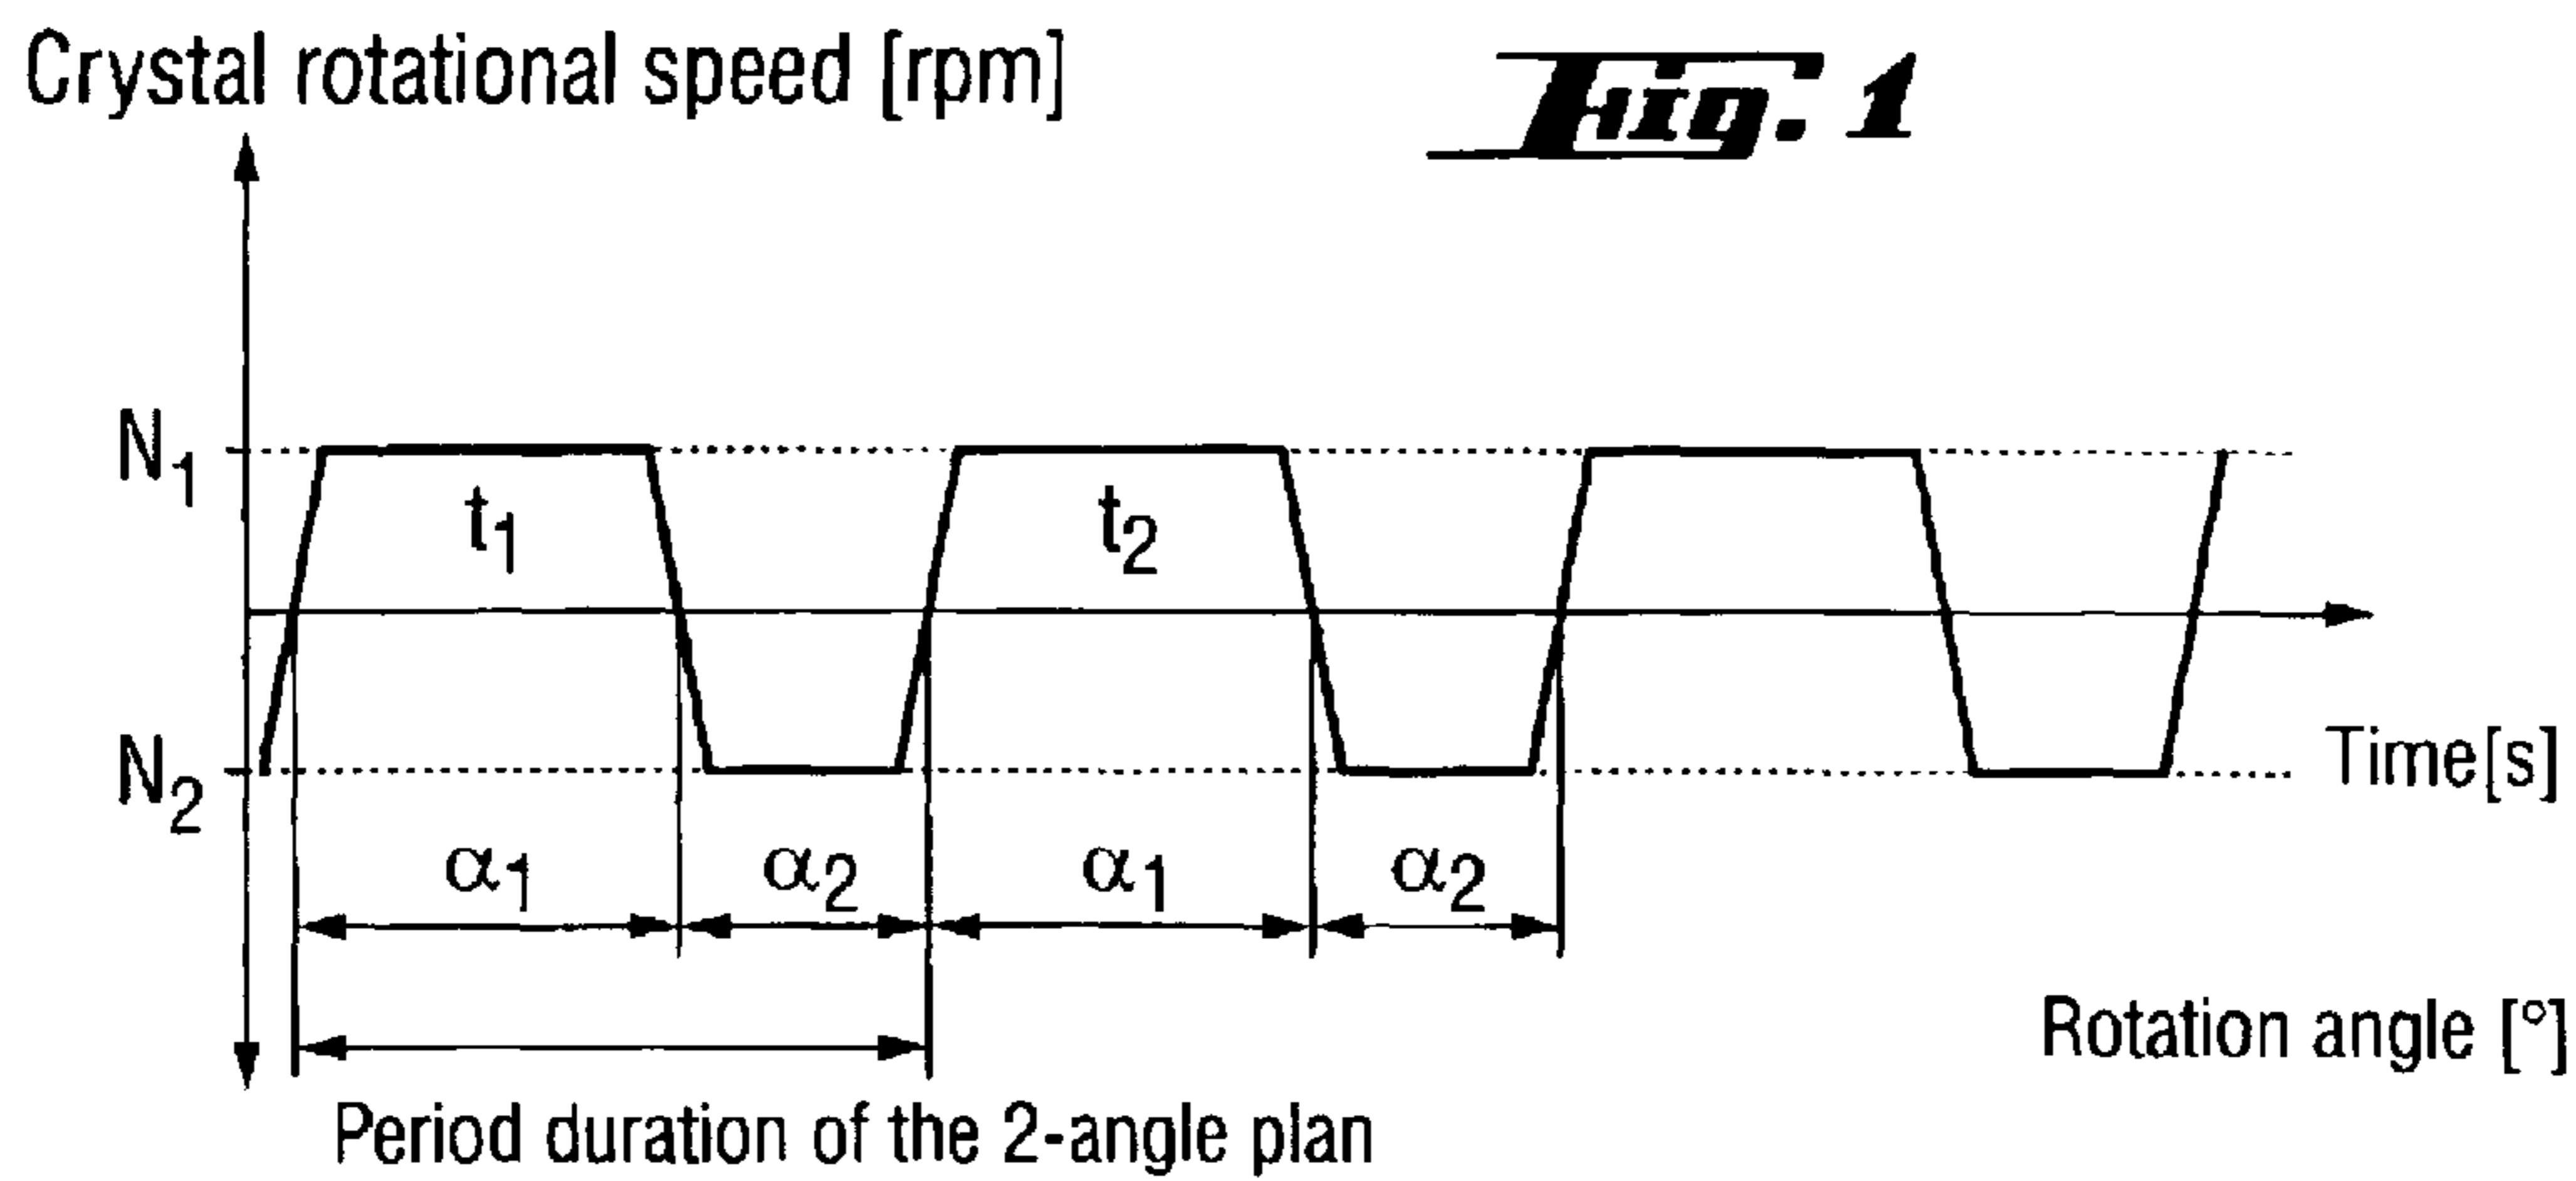 Crystal rotational speed [rpm]
Fig. 1
N1
t1
t2
N2
Time[s]
α1 α2 α1 α2
Rotation angle [°]
Period duration of the 2-angle plan